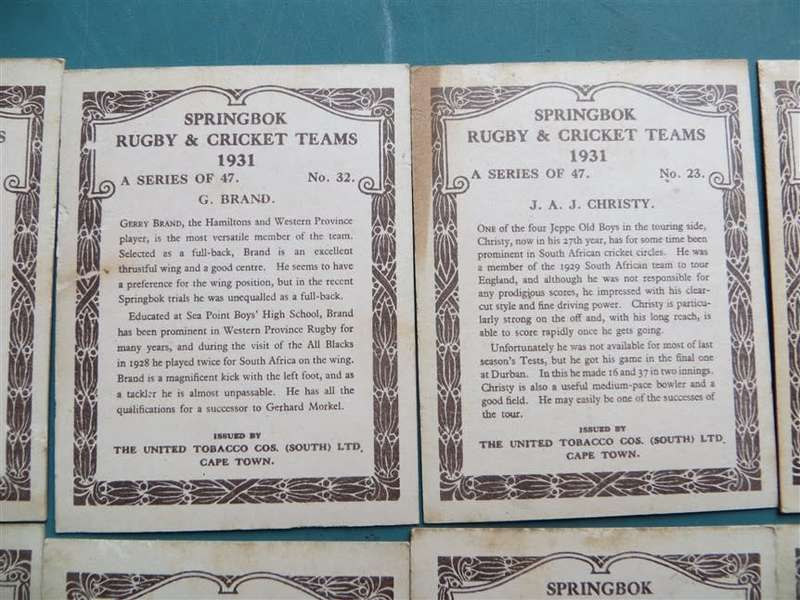 SPRINGBOK
RUGBY & CRICKET TEAMS
1931
A SERIES OF 47. No. 32.
G. BRAND.
GERRY BRAND, the Hamiltons and Western Province
player, is the most versatile member of the team.
Selected as a full-back, Brand is an excellent
thrustful wing and a good centre. He seems to have
a preference for the wing position, but in the recent
Springbok trials he was unequalled as a full-back.
Educated at Sea Point Boys' High School, Brand
has been prominent in Western Province Rugby for
many years, and during the visit of the All Blacks
in 1928 he played twice for South Africa on the wing.
Brand is a magnificent kick with the left foot, and as
a tackler he is almost unpassable. He has all the
qualifications for a successor to Gerhard Morkel.
ISSUED BY
THE UNITED TOBACCO COS. (SOUTH) LTD.
CAPE TOWN.
SPRINGBOK
RUGBY & CRICKET TEAMS
1931
A SERIES OF 47. No. 23.
J. A. J. CHRISTY.
ONE of the four Jeppe Old Boys in the touring side,
Christy, now in his 27th year, has for some time been
prominent in South African cricket circles. He was
a member of the 1929 South African team to tour
England, and although he was not responsible for
any prodigious scores, he impressed with his clear-
cut style and fine driving power. Christy is particu-
larly strong on the off and, with his long reach, is
able to score rapidly once he gets going.
Unfortunately he was not available for most of last
season's Tests, but he got his game in the final one
at Durban. In this he made 16 and 37 in two innings.
Christy is also a useful medium-pace bowler and a
good field. He may easily be one of the successes of
the tour.
ISSUED BY
THE UNITED TOBACCO COS. (SOUTH) LTD.
CAPE TOWN.
SPRINGBOK